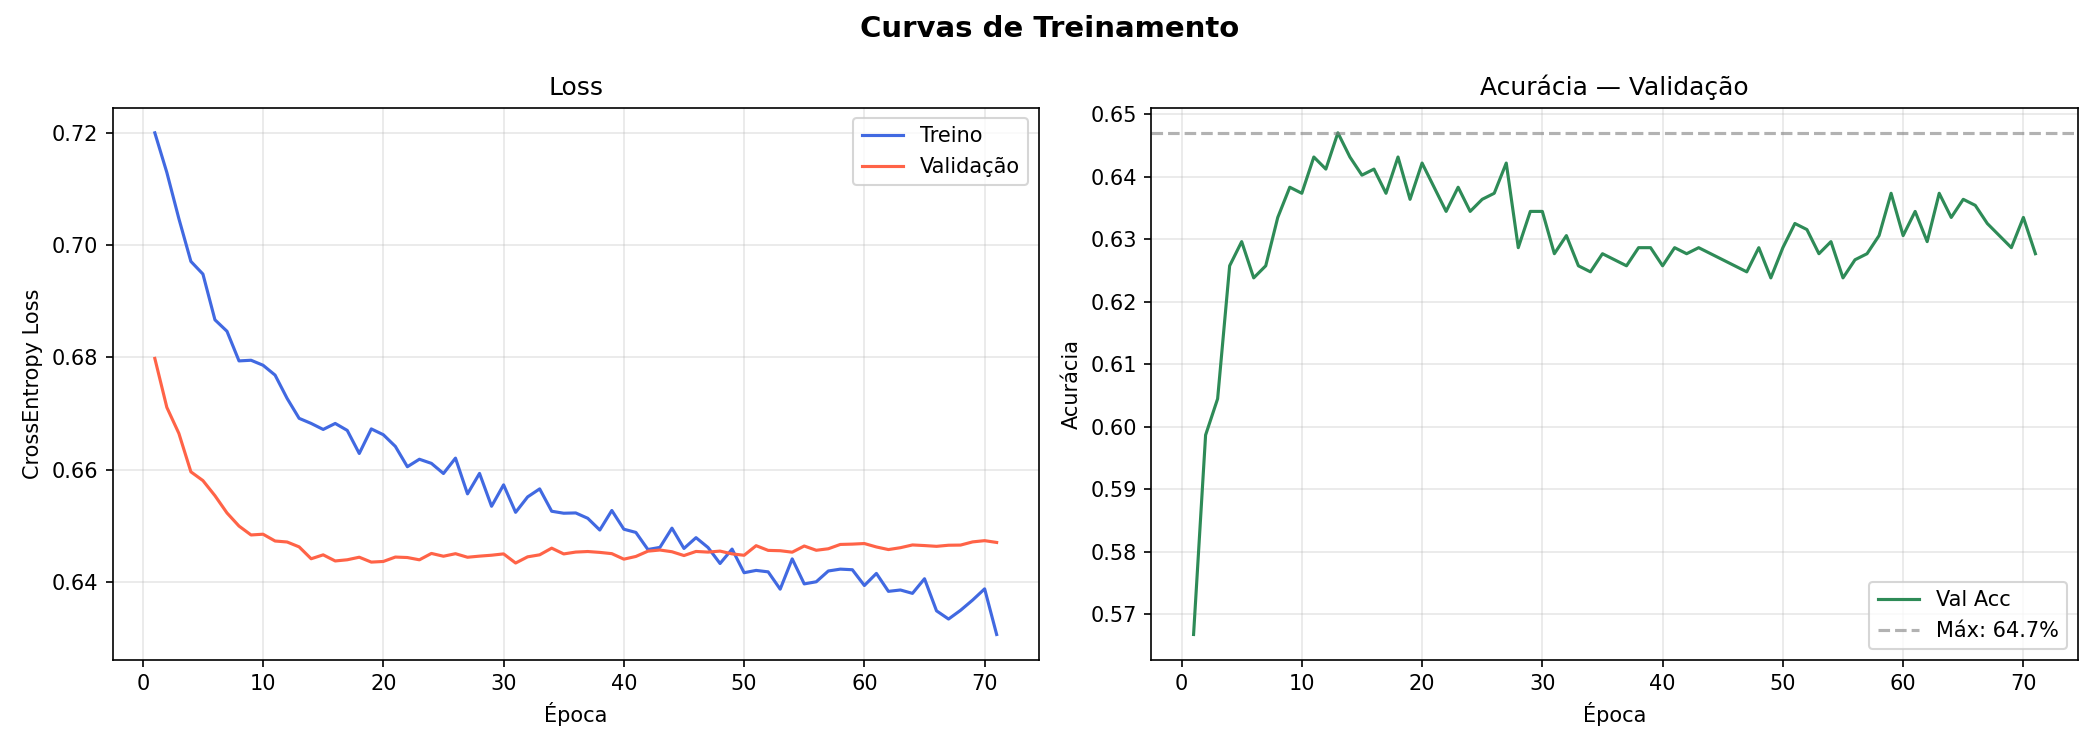 Curvas de Treinamento
Loss
CrossEntropy Loss
0.72
0.70
0.68
0.66
0.64
Treino
Validação
0 10 20 30 40 50 60 70
Época
Acurácia — Validação
Acurácia
0.65
0.64
0.63
0.62
0.61
0.60
0.59
0.58
0.57
Val Acc
Máx: 64.7%
0 10 20 30 40 50 60 70
Época